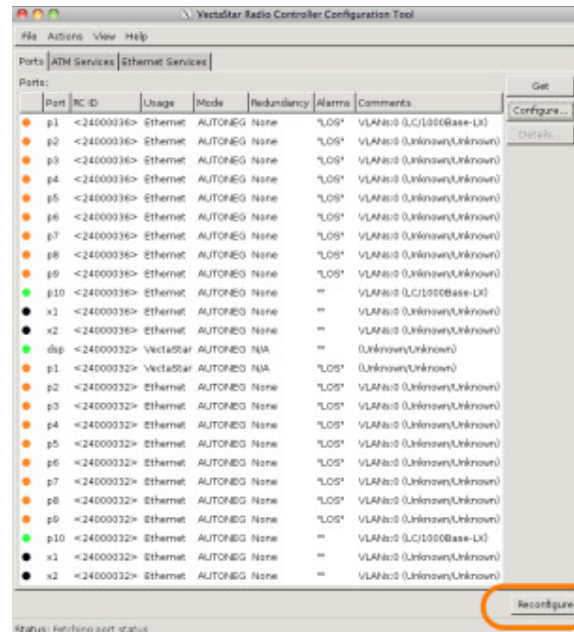 VectaStar Radio Controller Configuration Tool
File Actions View Help
Ports ATM Services Ethernet Services
Ports:
Get
Port RC ID Usage Mode Redundancy Alarms Comments
Configure...
p1 <24000036> Ethernet AUTONEG None "LOS" VLANs:0 (LC/1000Base-LX)
Details...
p2 <24000036> Ethernet AUTONEG None "LOS" VLANs:0 (Unknown/Unknown)
p3 <24000036> Ethernet AUTONEG None "LOS" VLANs:0 (Unknown/Unknown)
p4 <24000036> Ethernet AUTONEG None "LOS" VLANs:0 (Unknown/Unknown)
p5 <24000036> Ethernet AUTONEG None "LOS" VLANs:0 (Unknown/Unknown)
p6 <24000036> Ethernet AUTONEG None "LOS" VLANs:0 (Unknown/Unknown)
p7 <24000036> Ethernet AUTONEG None "LOS" VLANs:0 (Unknown/Unknown)
p8 <24000036> Ethernet AUTONEG None "LOS" VLANs:0 (Unknown/Unknown)
p9 <24000036> Ethernet AUTONEG None "LOS" VLANs:0 (Unknown/Unknown)
p10 <24000036> Ethernet AUTONEG None "" VLANs:0 (LC/1000Base-LX)
x1 <24000036> Ethernet AUTONEG None "" VLANs:0 (Unknown/Unknown)
x2 <24000036> Ethernet AUTONEG None "" VLANs:0 (Unknown/Unknown)
dsp <24000032> VectaStar AUTONEG N/A "" (Unknown/Unknown)
p1 <24000032> VectaStar AUTONEG N/A "LOS" (Unknown/Unknown)
p2 <24000032> Ethernet AUTONEG None "LOS" VLANs:0 (Unknown/Unknown)
p3 <24000032> Ethernet AUTONEG None "LOS" VLANs:0 (Unknown/Unknown)
p4 <24000032> Ethernet AUTONEG None "LOS" VLANs:0 (Unknown/Unknown)
p5 <24000032> Ethernet AUTONEG None "LOS" VLANs:0 (Unknown/Unknown)
p6 <24000032> Ethernet AUTONEG None "LOS" VLANs:0 (Unknown/Unknown)
p7 <24000032> Ethernet AUTONEG None "LOS" VLANs:0 (Unknown/Unknown)
p8 <24000032> Ethernet AUTONEG None "LOS" VLANs:0 (Unknown/Unknown)
p9 <24000032> Ethernet AUTONEG None "LOS" VLANs:0 (Unknown/Unknown)
p10 <24000032> Ethernet AUTONEG None "" VLANs:0 (LC/1000Base-LX)
x1 <24000032> Ethernet AUTONEG None "" VLANs:0 (Unknown/Unknown)
x2 <24000032> Ethernet AUTONEG None "" VLANs:0 (Unknown/Unknown)
Reconfigure
Status: Fetching port status